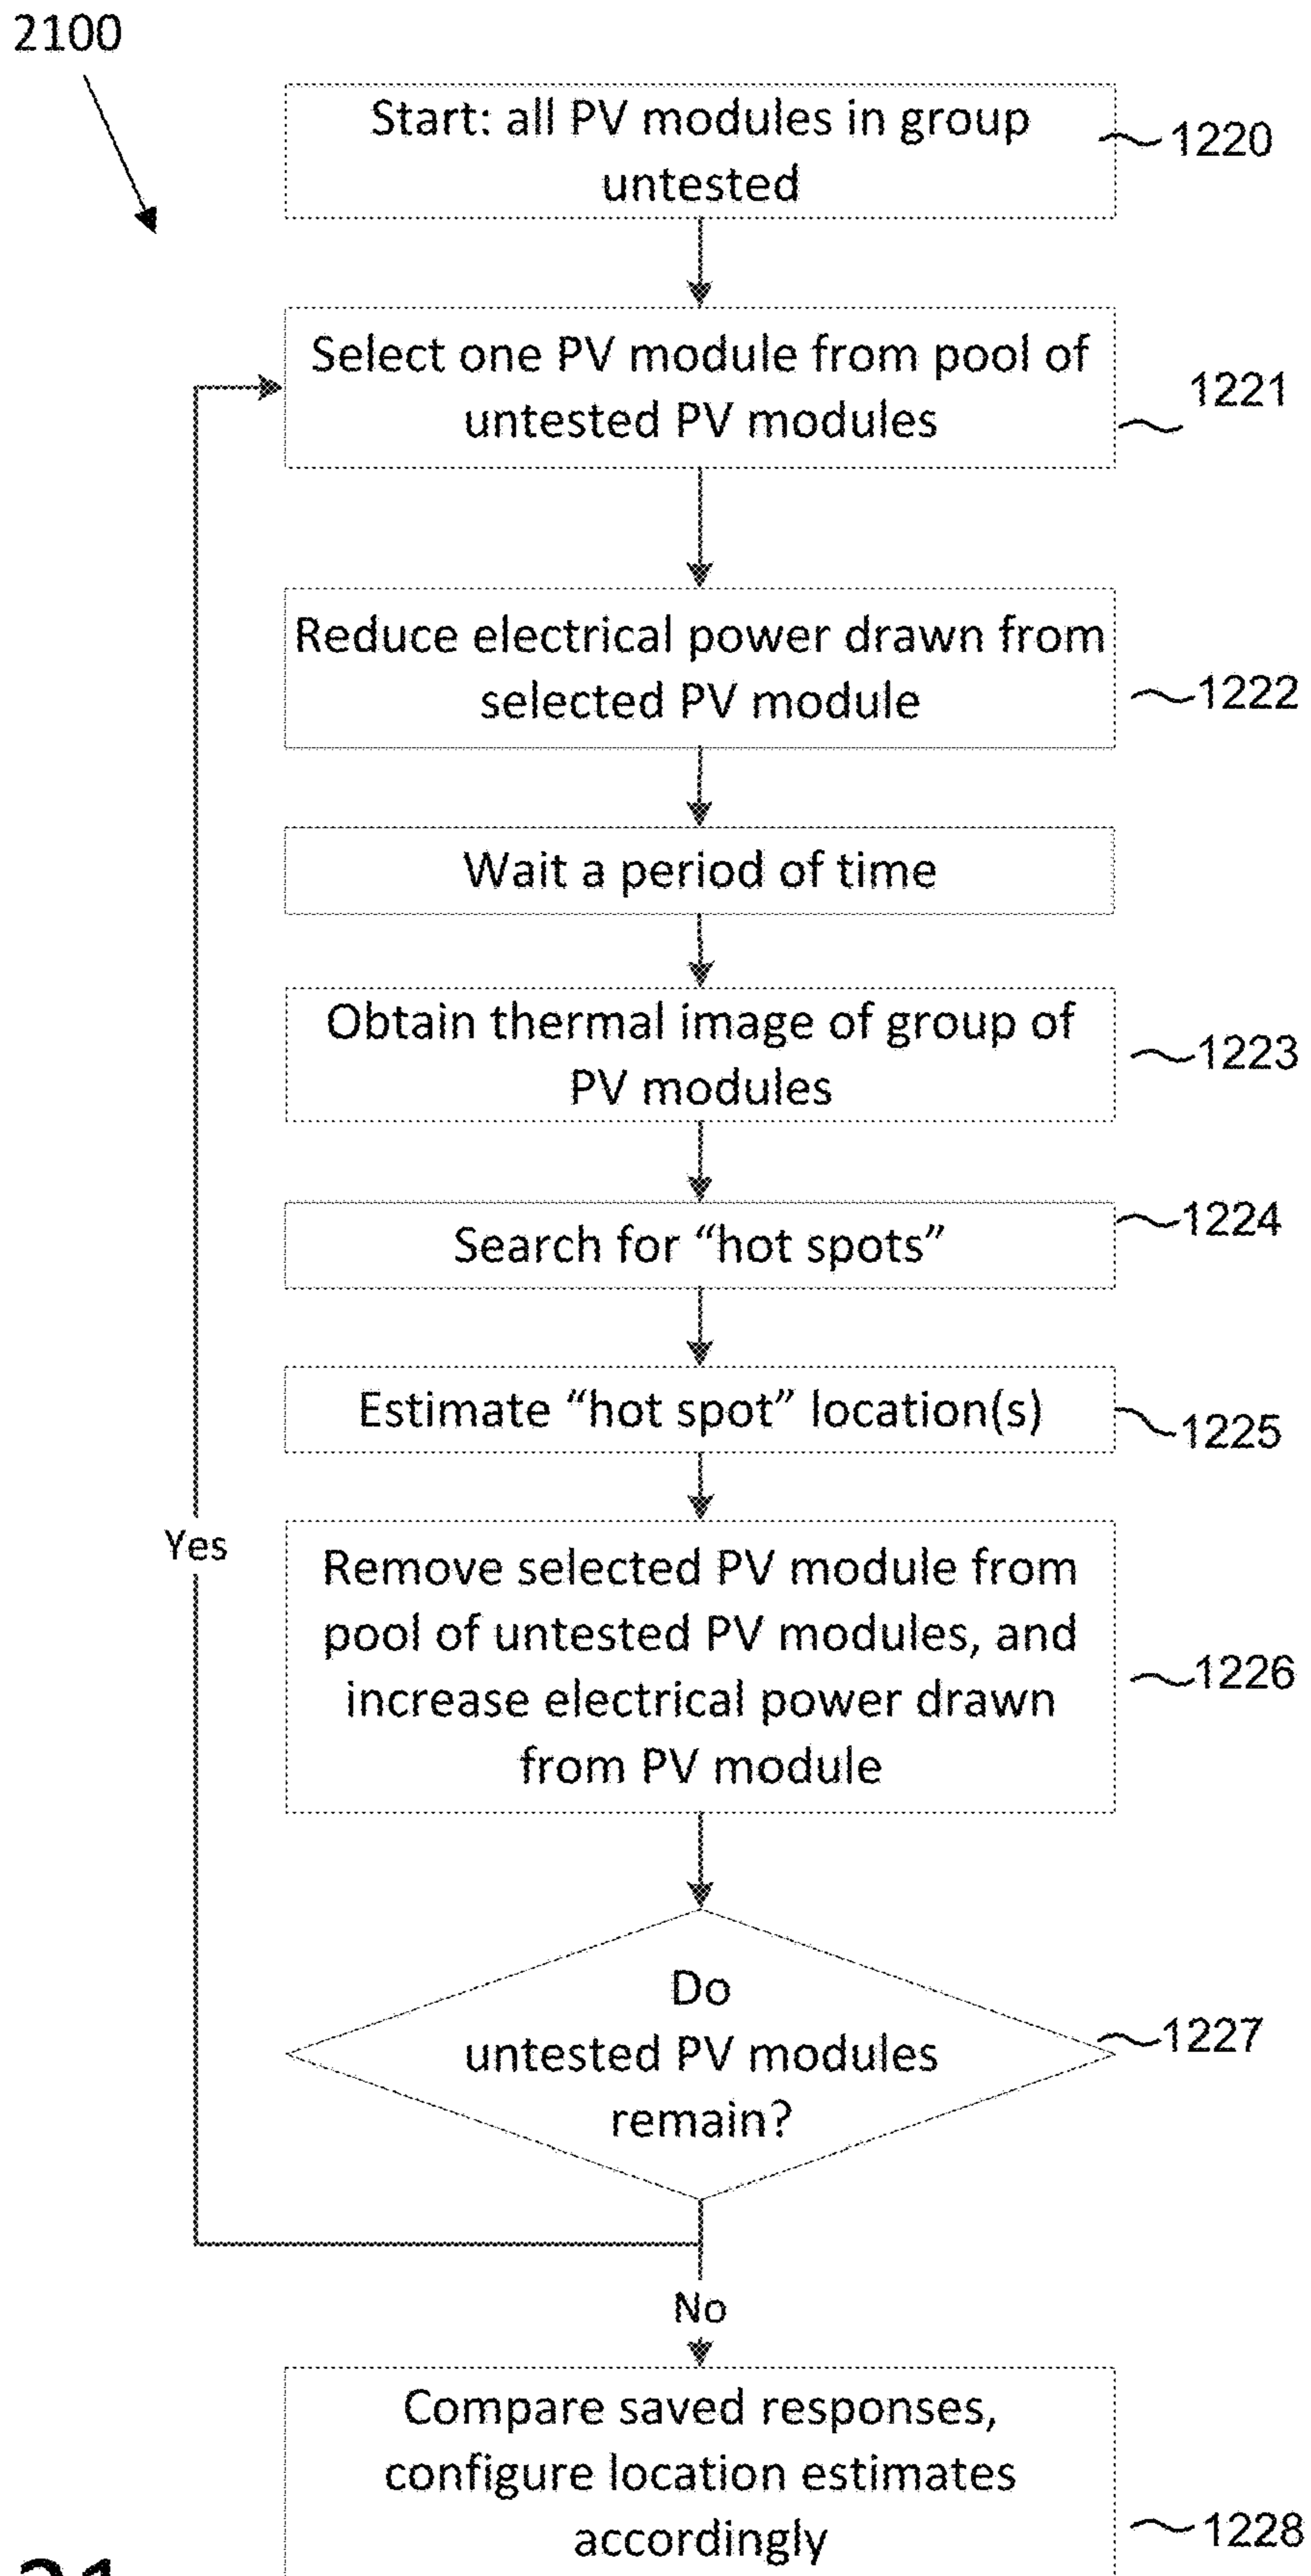 2100
Start: all PV modules in group
untested
1220
Select one PV module from pool of
untested PV modules
1221
Reduce electrical power drawn from
selected PV module
1222
Wait a period of time
Obtain thermal image of group of
PV modules
1223
Search for “hot spots”
1224
Estimate “hot spot” location(s)
1225
Yes
Remove selected PV module from
pool of untested PV modules, and
increase electrical power drawn
from PV module
1226
Do
untested PV modules
remain?
1227
No
Compare saved responses,
configure location estimates
accordingly
1228
21